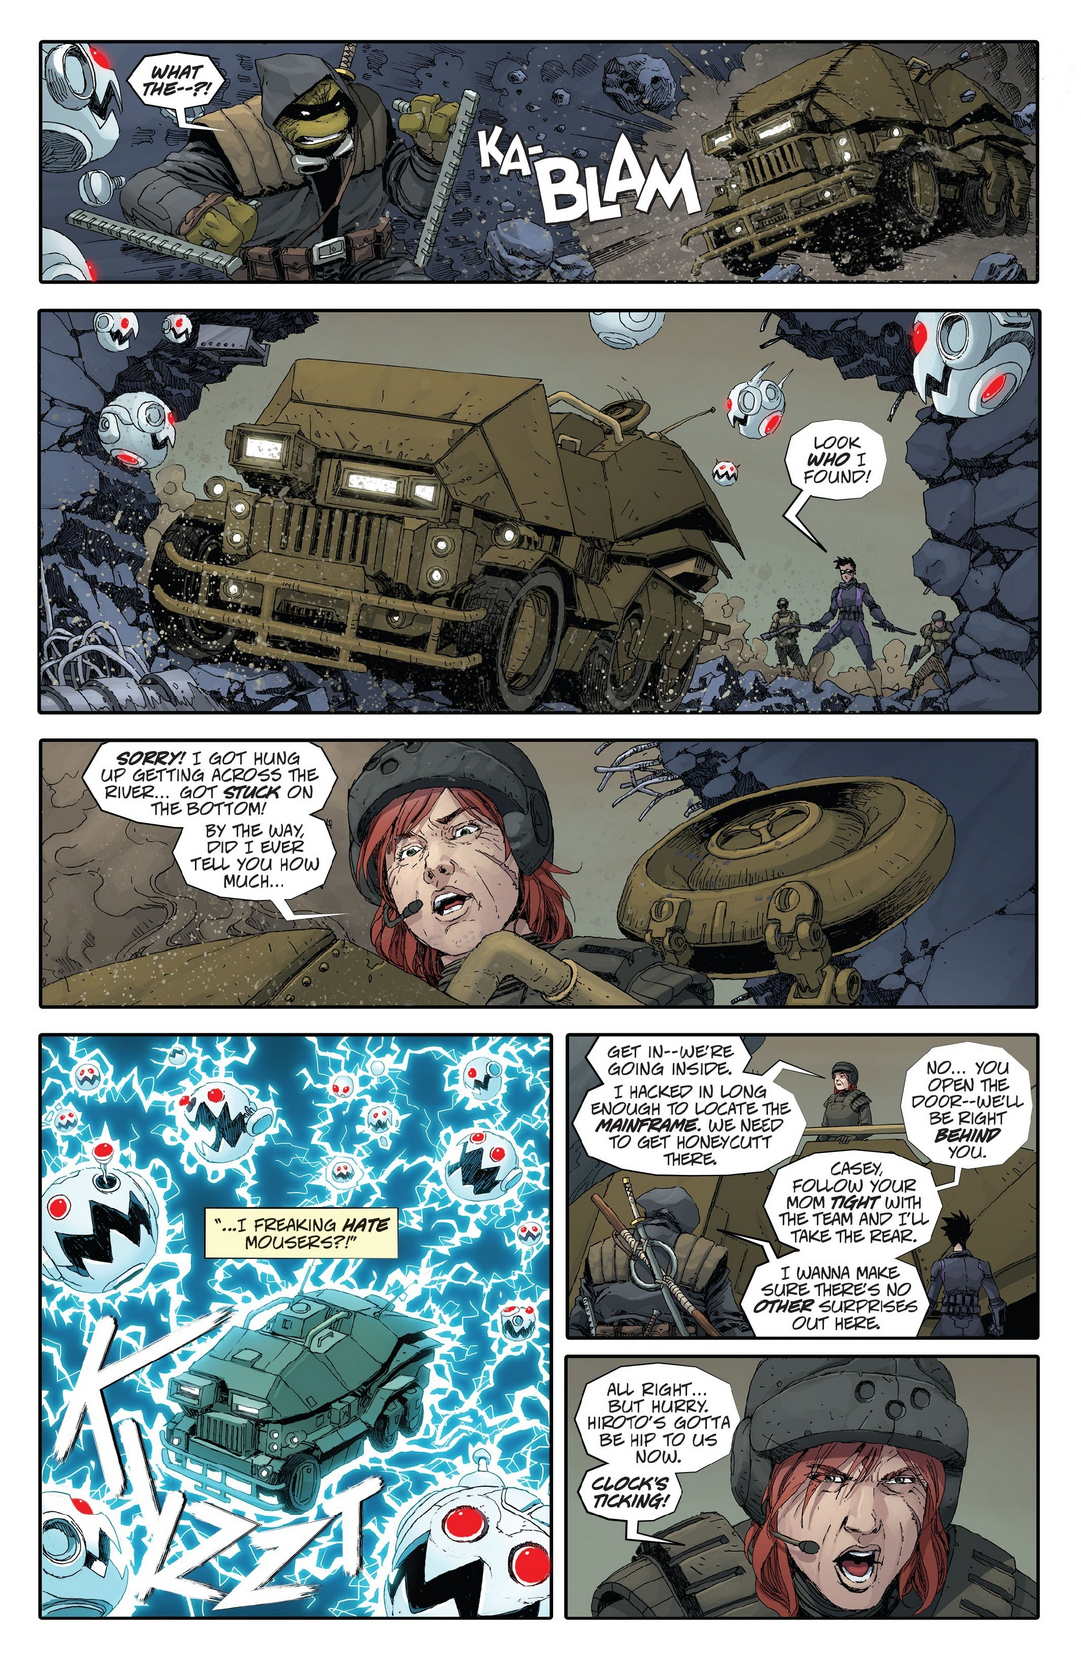 WHAT
THE--?!
KA-
BLAM
LOOK
WHO I
FOUND!
SORRY! I GOT HUNG
UP GETTING ACROSS THE
RIVER... GOT STUCK ON
THE BOTTOM!
BY THE WAY,
DID I EVER
TELL YOU HOW
MUCH...
"...I FREAKING HATE
MOUSERS?!"
KYKZZT
GET IN--WE'RE
GOING INSIDE.
I HACKED IN LONG
ENOUGH TO LOCATE THE
MAINFRAME. WE NEED
TO GET HONEYCUTT
THERE.
NO... YOU
OPEN THE
DOOR--WE'LL
BE RIGHT
BEHIND
YOU.
CASEY,
FOLLOW YOUR
MOM TIGHT WITH
THE TEAM AND I'LL
TAKE THE REAR.
I WANNA MAKE
SURE THERE'S NO
OTHER SURPRISES
OUT HERE.
ALL RIGHT...
BUT HURRY.
HIROTO'S GOTTA
BE HIP TO US
NOW.
CLOCK'S
TICKING!